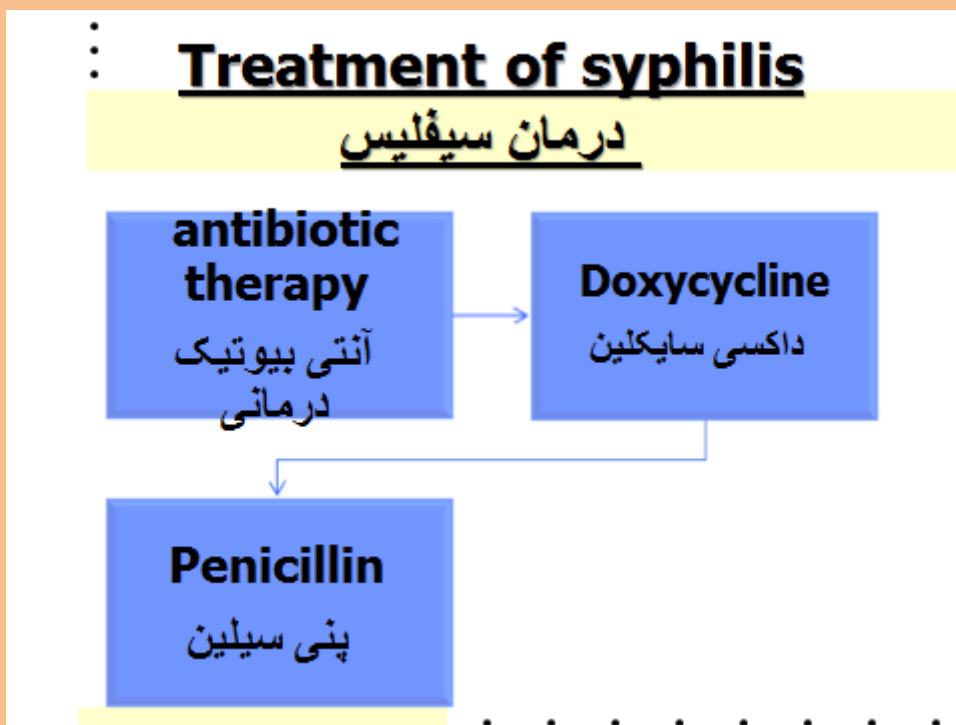 Treatment of syphilis
درمان سیفلیس
antibiotic
therapy
آنتی بیوتیک
درمانی
Doxycycline
داکسی سایکلین
Penicillin
پنی سیلین